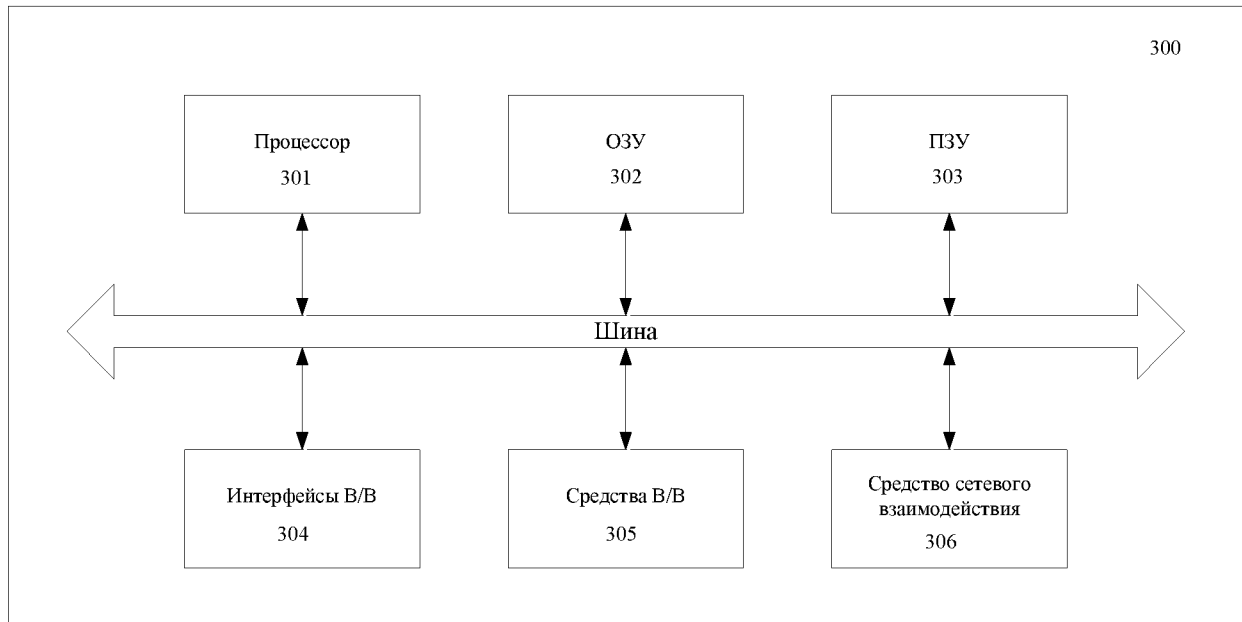 300
Процессор
301
ОЗУ
302
ПЗУ
303
Шина
Интерфейсы В/В
304
Средства В/В
305
Средство сетевого
взаимодействия
306